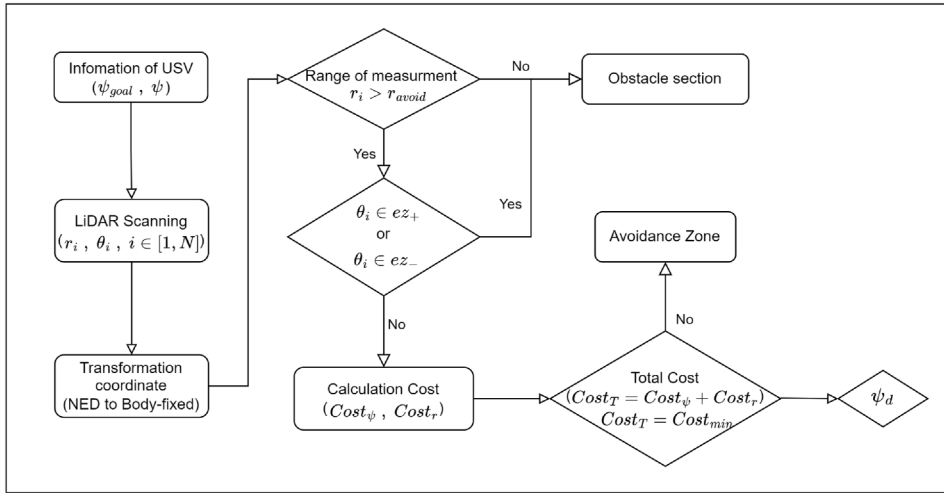 Infomation of USV
(ψ_goal , ψ)
LiDAR Scanning
(r_i , θ_i , i ∈ [1, N])
Transformation
coordinate
(NED to Body-fixed)
Range of measurment
r_i > r_avoid
No
Obstacle section
Yes
θ_i ∈ ez_+
or
θ_i ∈ ez_−
Yes
No
Calculation Cost
(Cost_ψ , Cost_r)
Avoidance Zone
No
Total Cost
(Cost_T = Cost_ψ + Cost_r)
Cost_T = Cost_min
ψ_d